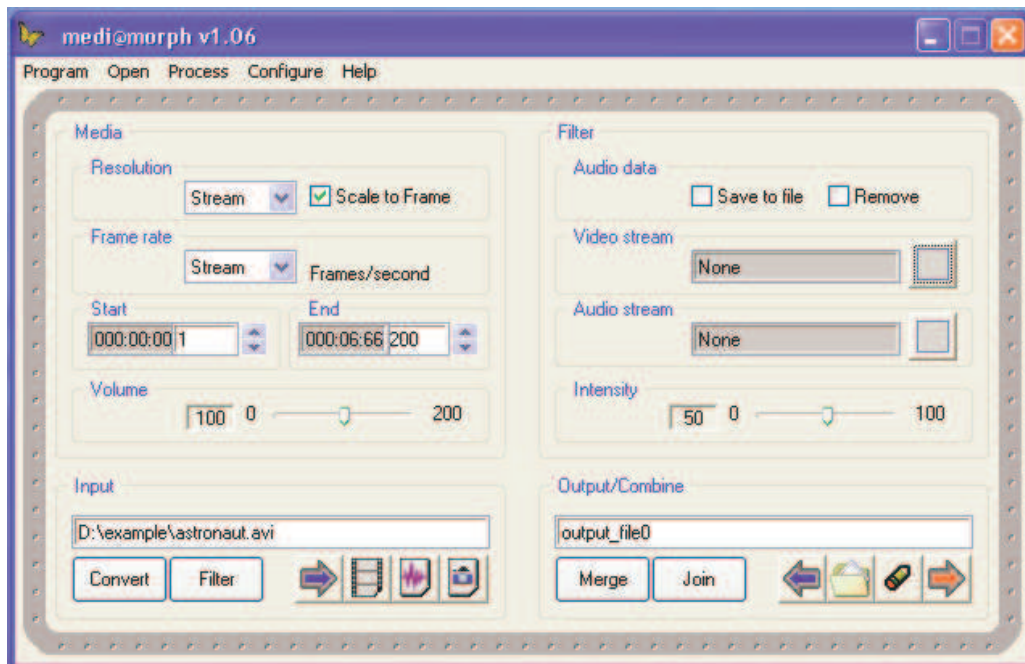 medi@morph v1.06
Program Open Process Configure Help
Media
Resolution
Stream Scale to Frame
Frame rate
Stream Frames/second
Start End
000:00:00 1 000:06:66 200
Volume
100 0 200
Filter
Audio data
Save to file Remove
Video stream
None
Audio stream
None
Intensity
50 0 100
Input
D:\example\astronaut.avi
Convert Filter
Output/Combine
output_file0
Merge Join